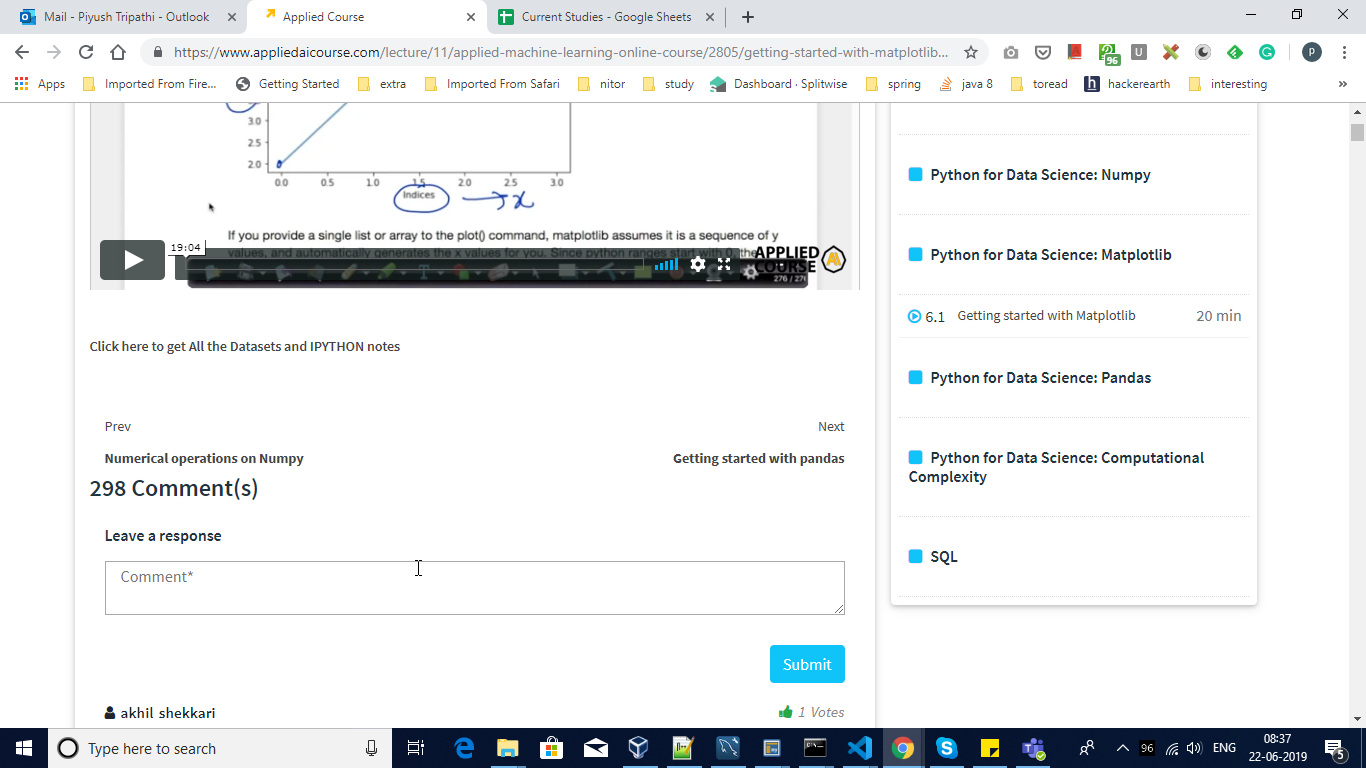 Mail - Piyush Tripathi - Outlook
Applied Course
Current Studies - Google Sheets
https://www.appliedaicourse.com/lecture/11/applied-machine-learning-online-course/2805/getting-started-with-matplotlib...
96
U
P
Apps
Imported From Fire...
Getting Started
extra
Imported From Safari
nitor
study
Dashboard · Splitwise
spring
java 8
toread
h
hackerearth
interesting
»
3.0
2.5
2.0
0.0 0.5 1.0 1.5 2.0 2.5 3.0
Indices x
If you provide a single list or array to the plot() command, matplotlib assumes it is a sequence of y
values, and automatically generates the x values for you. Since python ranges start with 0, the
19:04
APPLIED
COURSE
Click here to get All the Datasets and IPYTHON notes
Prev
Next
Numerical operations on Numpy
Getting started with pandas
298 Comment(s)
Leave a response
Comment*
Submit
akhil shekkari
1 Votes
Python for Data Science: Numpy
Python for Data Science: Matplotlib
6.1 Getting started with Matplotlib 20 min
Python for Data Science: Pandas
Python for Data Science: Computational
Complexity
SQL
Type here to search
96
ENG
08:37
22-06-2019
5